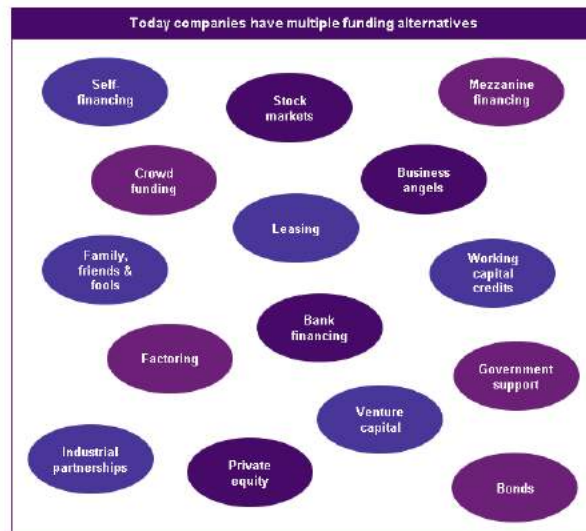 Today companies have multiple funding alternatives
Self-
financing
Stock
markets
Mezzanine
financing
Crowd
funding
Business
angels
Leasing
Family,
friends &
fools
Working
capital
credits
Bank
financing
Factoring
Government
support
Venture
capital
Industrial
partnerships
Private
equity
Bonds